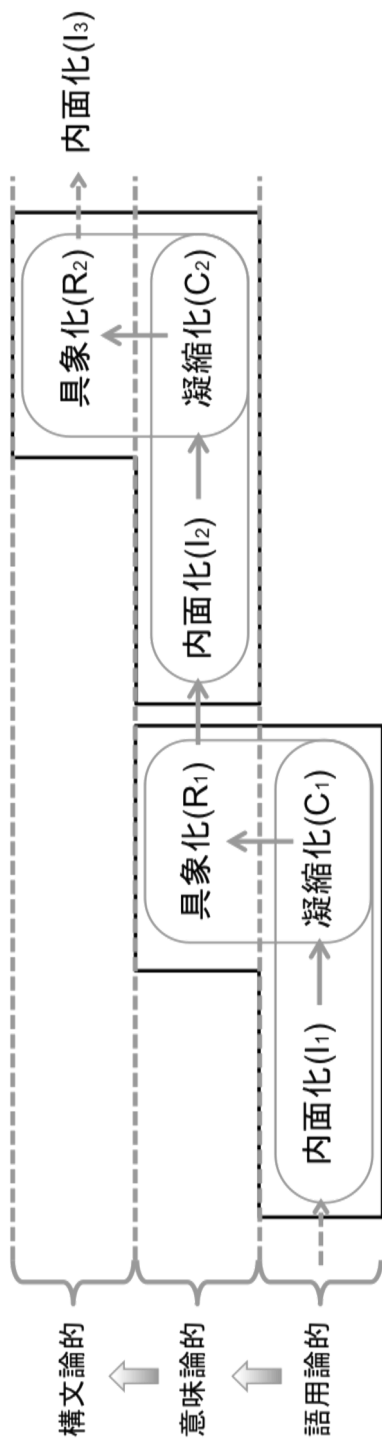 構文論的
意味論的
語用論的
具象化(R2)
内面化(I3)
具象化(R1)
内面化(I2)
凝縮化(C2)
内面化(I1)
凝縮化(C1)